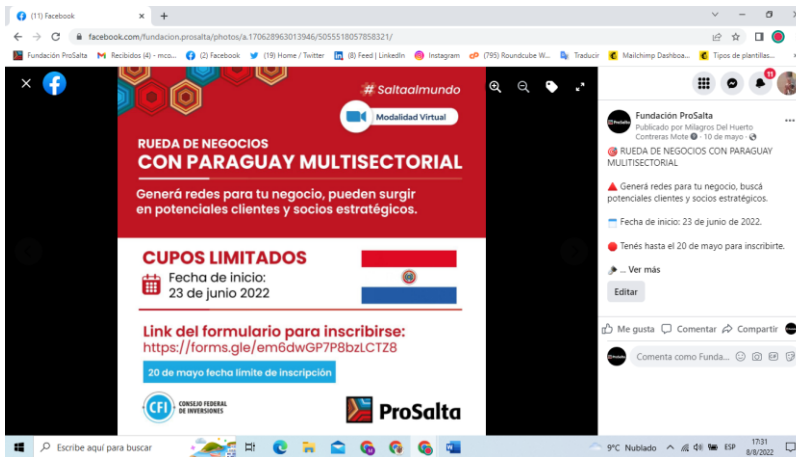 (11) Facebook
facebook.com/fundacion.prosalta/photos/a.170628963013946/5055518057858321/
Fundación ProSalta
Recibidos (4) - mco...
(2) Facebook
(19) Home / Twitter
(8) Feed | LinkedIn
Instagram
(795) Roundcube W...
Traducir
Mailchimp Dashboa...
Tipos de plantillas...
# Saltaalmundo
Modalidad Virtual
RUEDA DE NEGOCIOS
CON PARAGUAY MULTISECTORIAL
Generá redes para tu negocio, pueden surgir
en potenciales clientes y socios estratégicos.
CUPOS LIMITADOS
Fecha de inicio:
23 de junio 2022
Link del formulario para inscribirse:
https://forms.gle/em6dwGP7P8bzLCTZ8
20 de mayo fecha limite de inscripción
CFI
CONSEJO FEDERAL
DE INVERSIONES
ProSalta
11
Fundación ProSalta
Publicado por Milagros Del Huerto
Contreras Mote · 10 de mayo ·
RUEDA DE NEGOCIOS CON PARAGUAY
MULTISECTORIAL
Generá redes para tu negocio, buscá
potenciales clientes y socios estratégicos.
Fecha de inicio: 23 de junio de 2022.
Tenés hasta el 20 de mayo para inscribirte.
... Ver más
Editar
Me gusta
Comentar
Compartir
Comenta como Funda...
Escribe aquí para buscar
9°C Nublado
ESP
17:31
8/8/2022